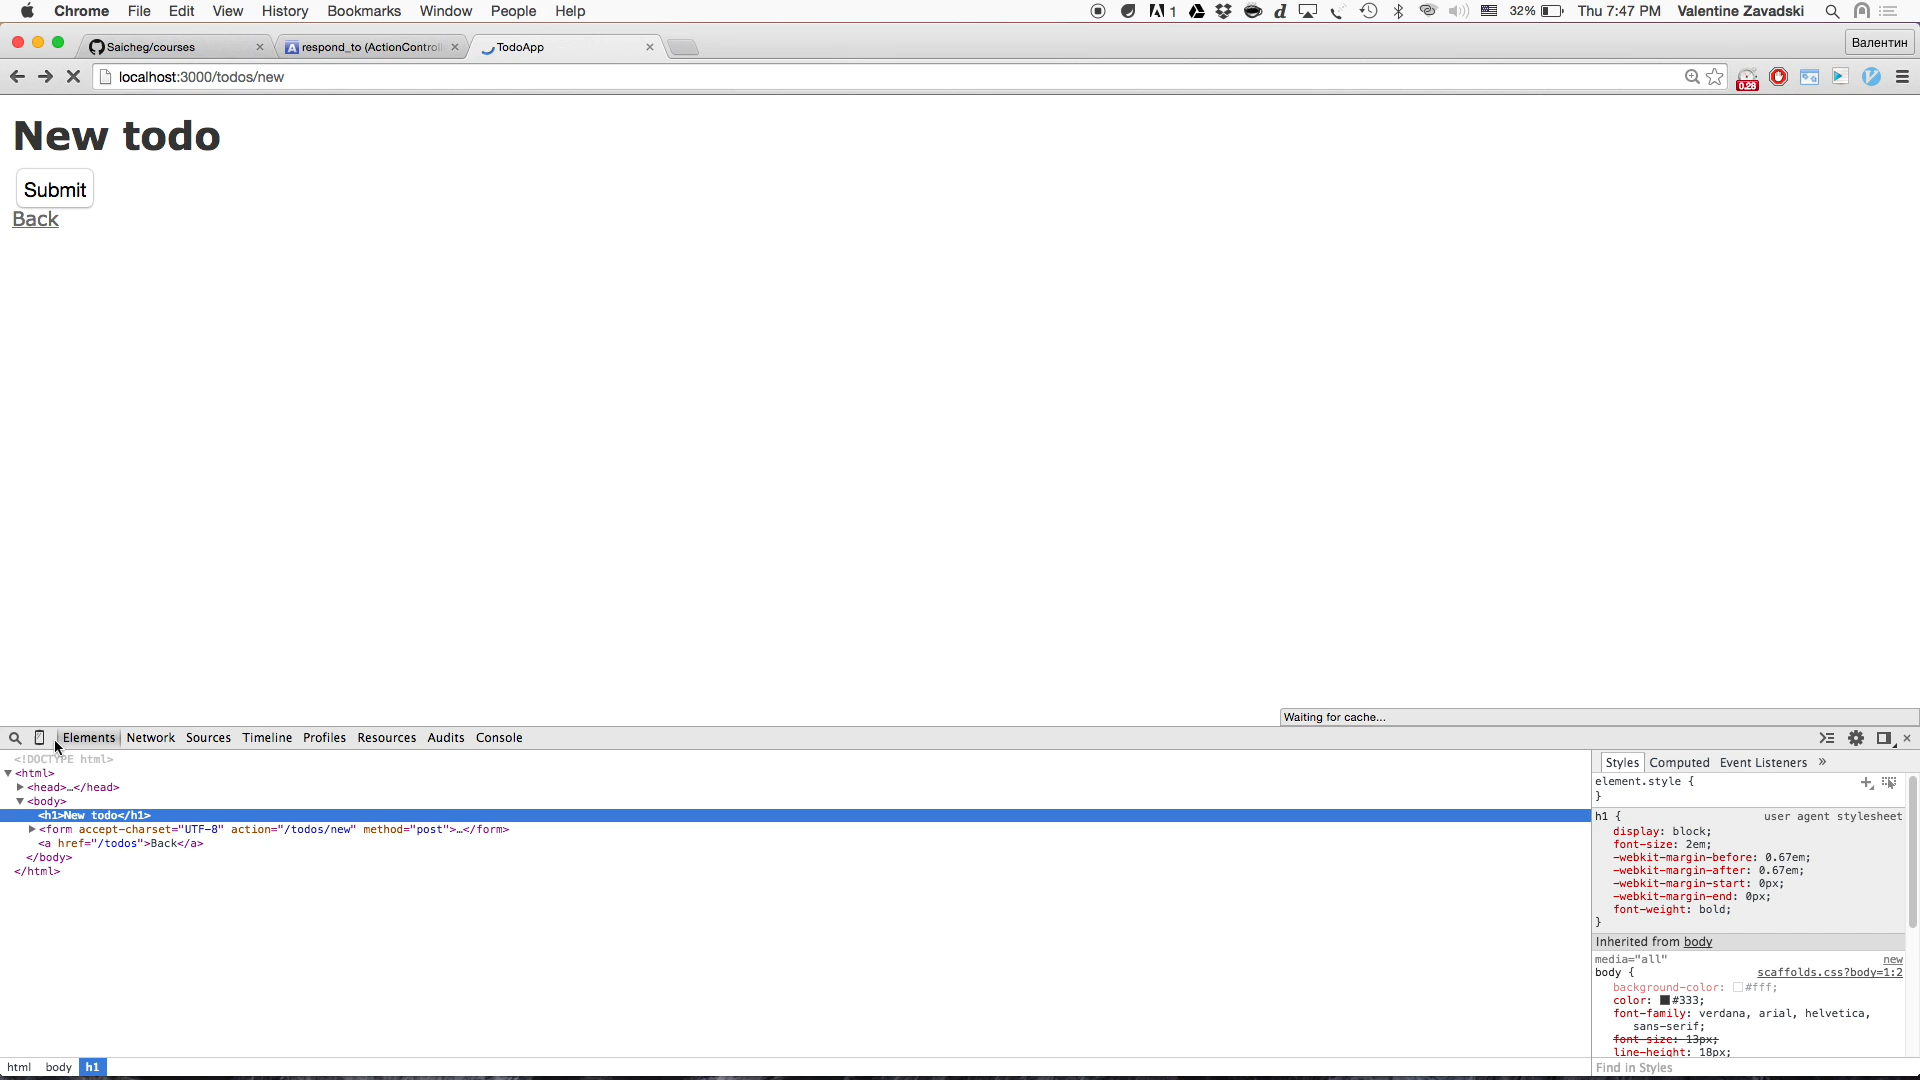 Chrome File Edit View History Bookmarks Window People Help 1 d 32% Thu 7:47 PM Valentine Zavadski
Saicheg/courses respond_to (ActionControll TodoApp Валентин
localhost:3000/todos/new 0.28
New todo
Submit
Back
Waiting for cache...
Elements Network Sources Timeline Profiles Resources Audits Console
<!DOCTYPE html>
<html>
<head>…</head>
<body>
<h1>New todo</h1>
<form accept-charset="UTF-8" action="/todos/new" method="post">…</form>
<a href="/todos">Back</a>
</body>
</html>
html body h1
Styles Computed Event Listeners »
element.style {
}
h1 { user agent stylesheet
display: block;
font-size: 2em;
-webkit-margin-before: 0.67em;
-webkit-margin-after: 0.67em;
-webkit-margin-start: 0px;
-webkit-margin-end: 0px;
font-weight: bold;
}
Inherited from body
media="all" new
body { scaffolds.css?body=1:2
background-color: #fff;
color: #333;
font-family: verdana, arial, helvetica,
sans-serif;
font-size: 13px;
line-height: 18px;
Find in Styles